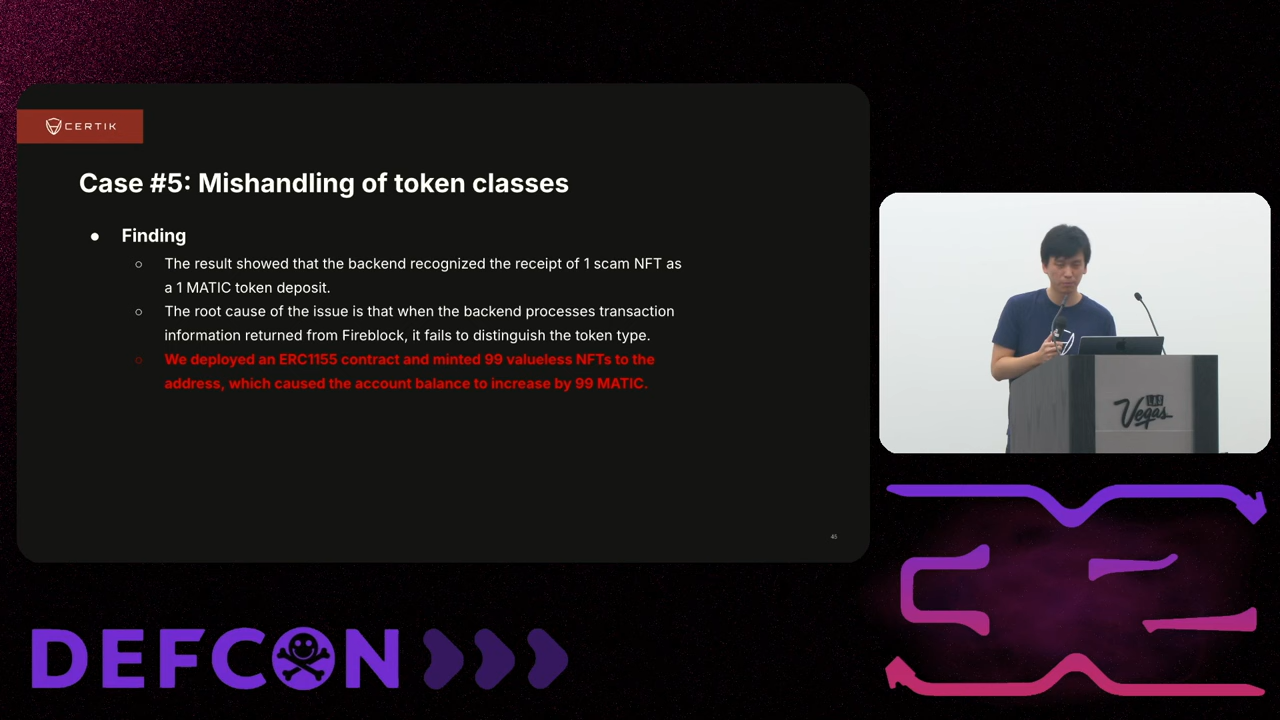 CERTIK
Case #5: Mishandling of token classes
● Finding
○ The result showed that the backend recognized the receipt of 1 scam NFT as
a 1 MATIC token deposit.
○ The root cause of the issue is that when the backend processes transaction
information returned from Fireblock, it fails to distinguish the token type.
○ We deployed an ERC1155 contract and minted 99 valueless NFTs to the
address, which caused the account balance to increase by 99 MATIC.
45
LAS
Vegas
DEFCON